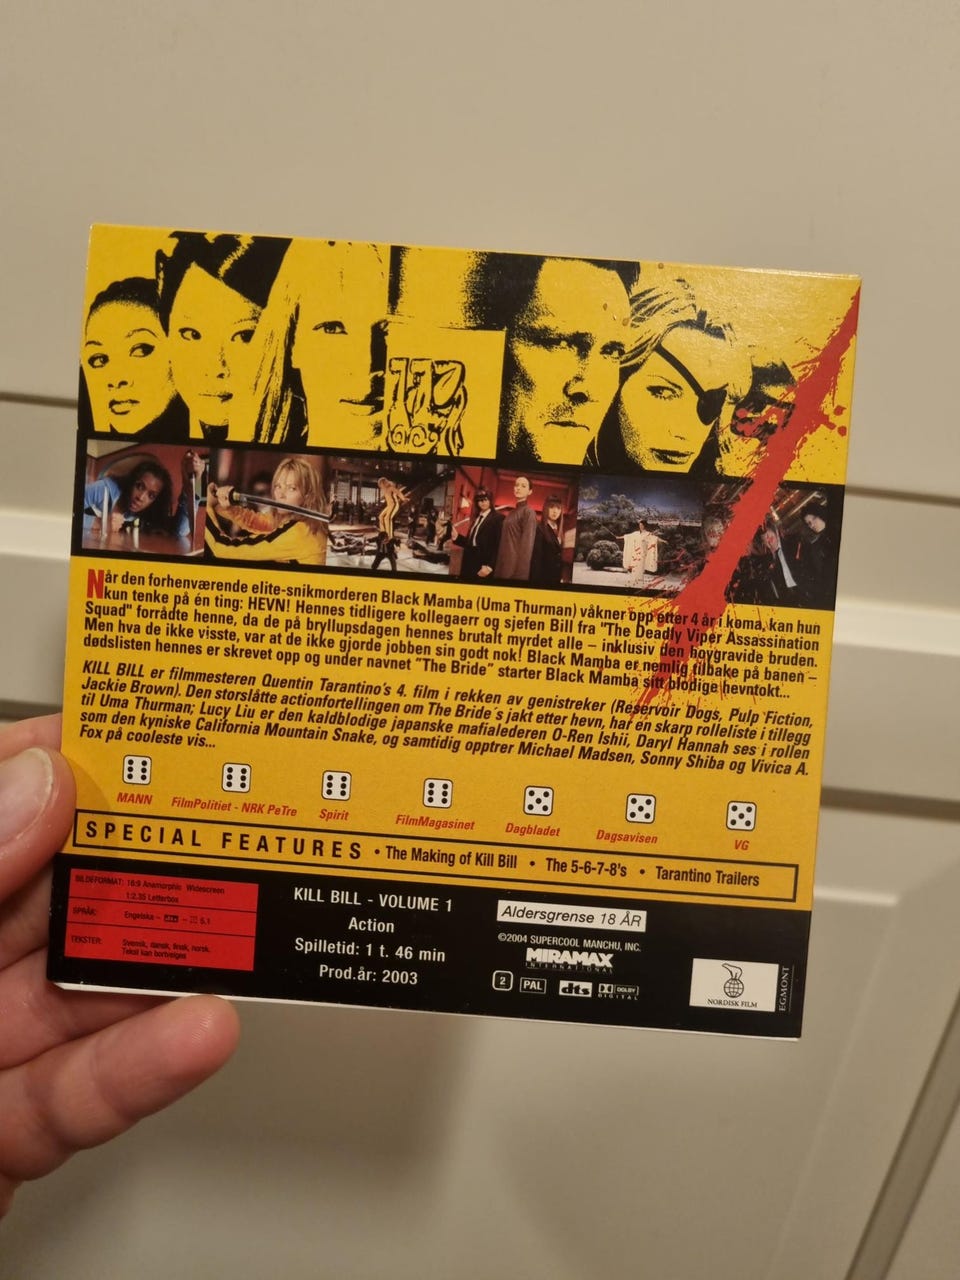 Når den forhenværende elite-snikmorderen Black Mamba (Uma Thurman) våkner opp etter 4 år i koma, kan hun
kun tenke på én ting: HEVN! Hennes tidligere kollegaerr og sjefen Bill fra "The Deadly Viper Assassination
Squad" forrådte henne, da de på bryllupsdagen hennes brutalt myrdet alle – inklusiv den høygravide bruden.
Men hva de ikke visste, var at de ikke gjorde jobben sin godt nok! Black Mamba er nemlig tilbake på banen –
dødslisten hennes er skrevet opp og under navnet "The Bride" starter Black Mamba sitt blodige hevntokt...
KILL BILL er filmmesteren Quentin Tarantino's 4. film i rekken av genistreker (Reservoir Dogs, Pulp Fiction,
Jackie Brown). Den storslåtte actionfortellingen om The Bride´s jakt etter hevn, har en skarp rolleliste i tillegg
til Uma Thurman; Lucy Liu er den kaldblodige japanske mafialederen O-Ren Ishii, Daryl Hannah ses i rollen
som den kyniske California Mountain Snake, og samtidig opptrer Michael Madsen, Sonny Shiba og Vivica A.
Fox på cooleste vis...
MANN FilmPolitiet - NRK PeTre Spirit FilmMagasinet Dagbladet Dagsavisen VG
SPECIAL FEATURES • The Making of Kill Bill • The 5-6-7-8's • Tarantino Trailers
BILDEFORMAT: 16:9 Anamorphic Widescreen
1:2.35 Letterbox
SPRÅK: Engelska – dts – 5.1
TEKSTER: Svensk, dansk, finsk, norsk.
Tekst kan bortvelges
KILL BILL - VOLUME 1
Action
Spilletid: 1 t. 46 min
Prod.år: 2003
Aldersgrense 18 ÅR
©2004 SUPERCOOL MANCHU, INC.
MIRAMAX
INTERNATIONAL
2 PAL dts DOLBY
DIGITAL
NORDISK FILM
EGMONT